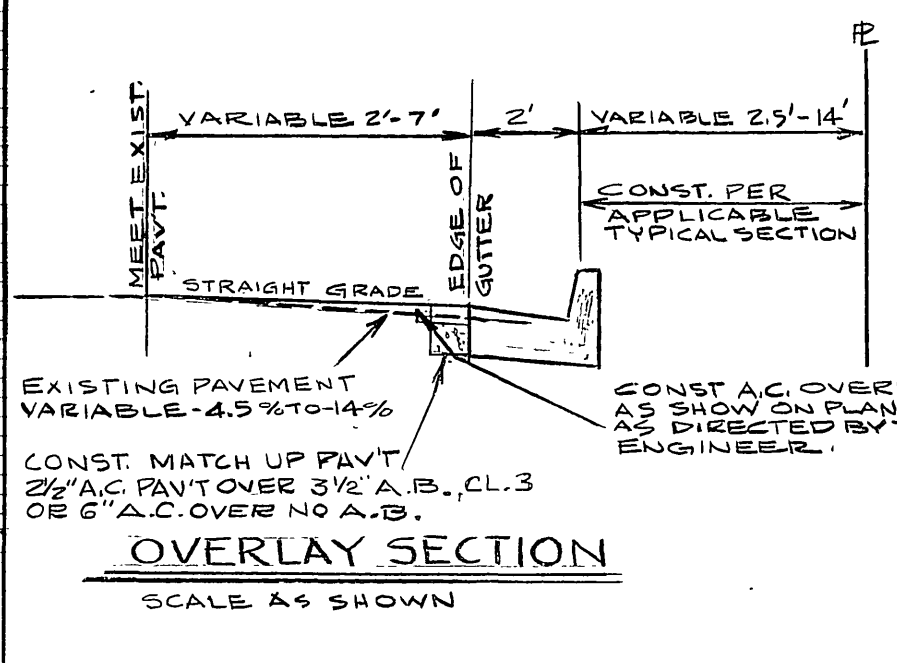 PL
VARIABLE 2'-7'
2'
VARIABLE 2.5'-14'
MEET EXIST.
PAV'T.
EDGE OF
GUTTER
CONST. PER
APPLICABLE
TYPICAL SECTION
STRAIGHT GRADE
EXISTING PAVEMENT
VARIABLE -4.5% TO -14%
CONST A.C. OVER
AS SHOW ON PLAN
AS DIRECTED BY
ENGINEER.
CONST. MATCH UP PAV'T
2½" A.C. PAV'T OVER 3½" A.B., CL.3
OR 6" A.C. OVER NO A.B.
OVERLAY SECTION
SCALE AS SHOWN